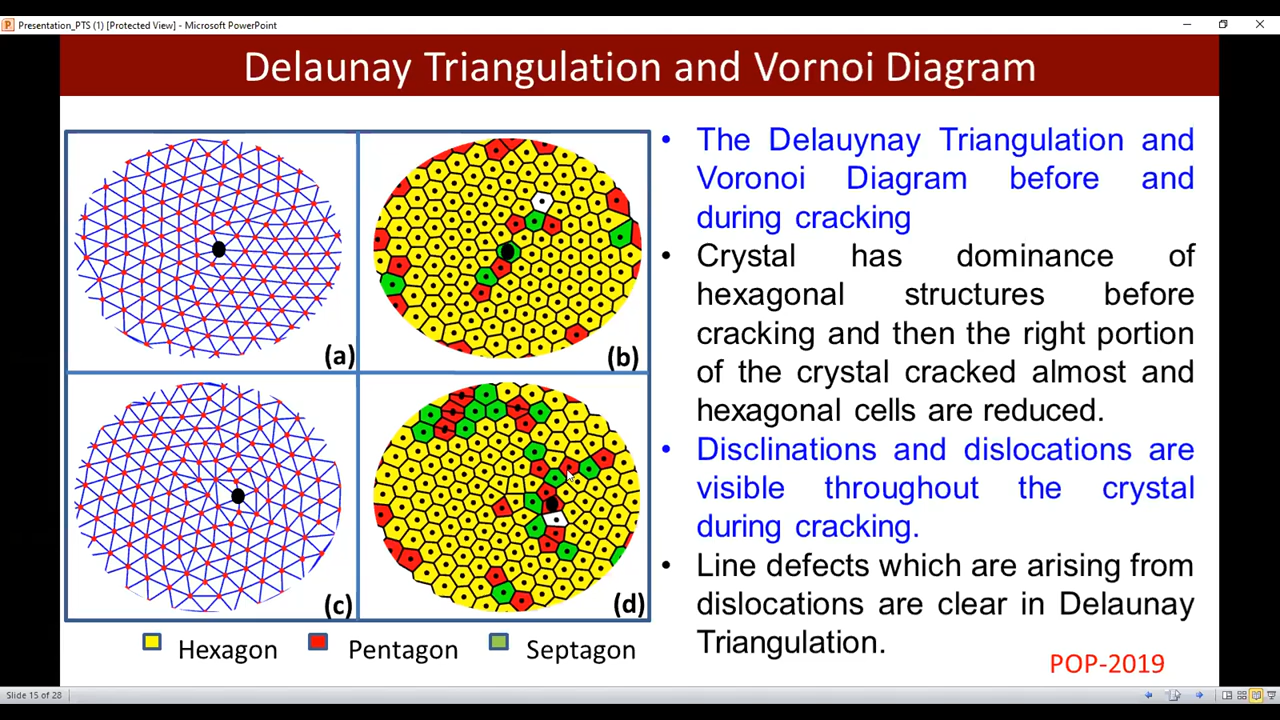 Presentation_PTS (1) [Protected View] - Microsoft PowerPoint
Delaunay Triangulation and Vornoi Diagram
(a)
(b)
(c)
(d)
Hexagon Pentagon Septagon
• The Delauynay Triangulation and
Voronoi Diagram before and
during cracking
• Crystal has dominance of
hexagonal structures before
cracking and then the right portion
of the crystal cracked almost and
hexagonal cells are reduced.
• Disclinations and dislocations are
visible throughout the crystal
during cracking.
• Line defects which are arising from
dislocations are clear in Delaunay
Triangulation.
POP-2019
Slide 15 of 28